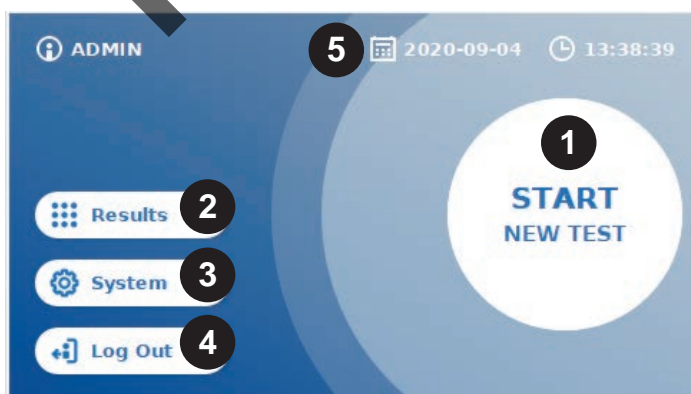 ADMIN
5 2020-09-04 13:38:39
1
START
NEW TEST
Results 2
System 3
Log Out 4